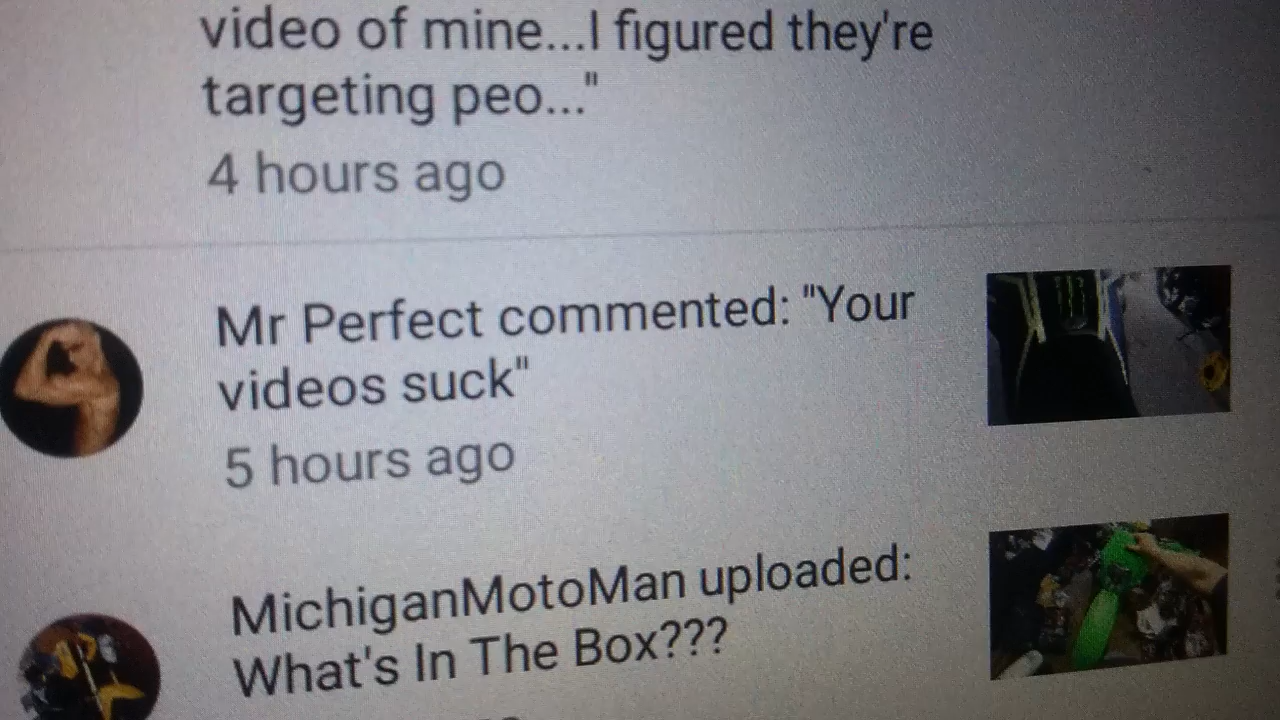 video of mine...I figured they're
targeting peo..."
4 hours ago
Mr Perfect commented: "Your
videos suck"
5 hours ago
MichiganMotoMan uploaded:
What's In The Box???